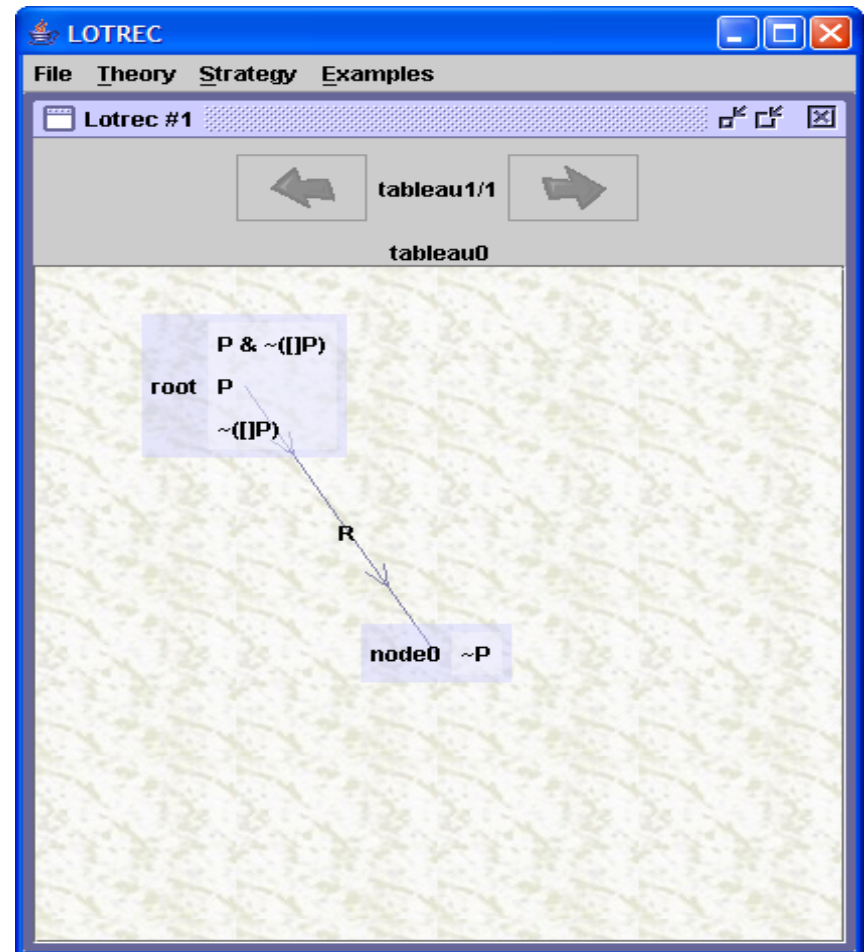 LOTREC
File Theory Strategy Examples
Lotrec #1
tableau1/1
tableau0
P & ~([]P)
root P
~([]P)
R
node0 ~P